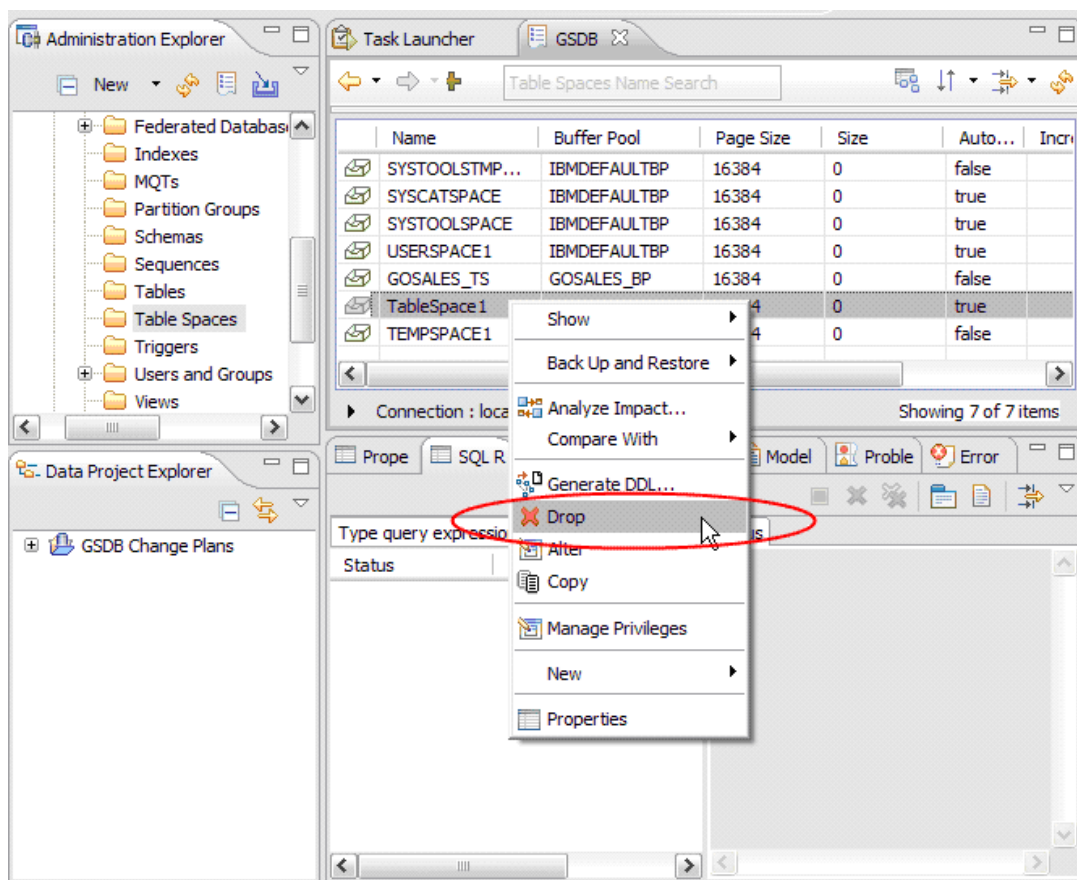 Administration Explorer
New
Federated Databas
Indexes
MQTs
Partition Groups
Schemas
Sequences
Tables
Table Spaces
Triggers
Users and Groups
Views
Task Launcher GSDB
Table Spaces Name Search
Name Buffer Pool Page Size Size Auto... Incr
SYSTOOLSTMP... IBMDEFAULTBP 16384 0 false
SYSCATSPACE IBMDEFAULTBP 16384 0 true
SYSTOOLSPACE IBMDEFAULTBP 16384 0 true
USERSPACE1 IBMDEFAULTBP 16384 0 true
GOSALES_TS GOSALES_BP 16384 0 false
TableSpace1 4 0 true
TEMPSPACE1 4 0 false
Connection : loca Showing 7 of 7 items
Show
Back Up and Restore
Analyze Impact...
Compare With
Generate DDL...
Drop
Alter
Copy
Manage Privileges
New
Properties
Data Project Explorer
GSDB Change Plans
Prope SQL R Model Proble Error
Type query expressio us
Status